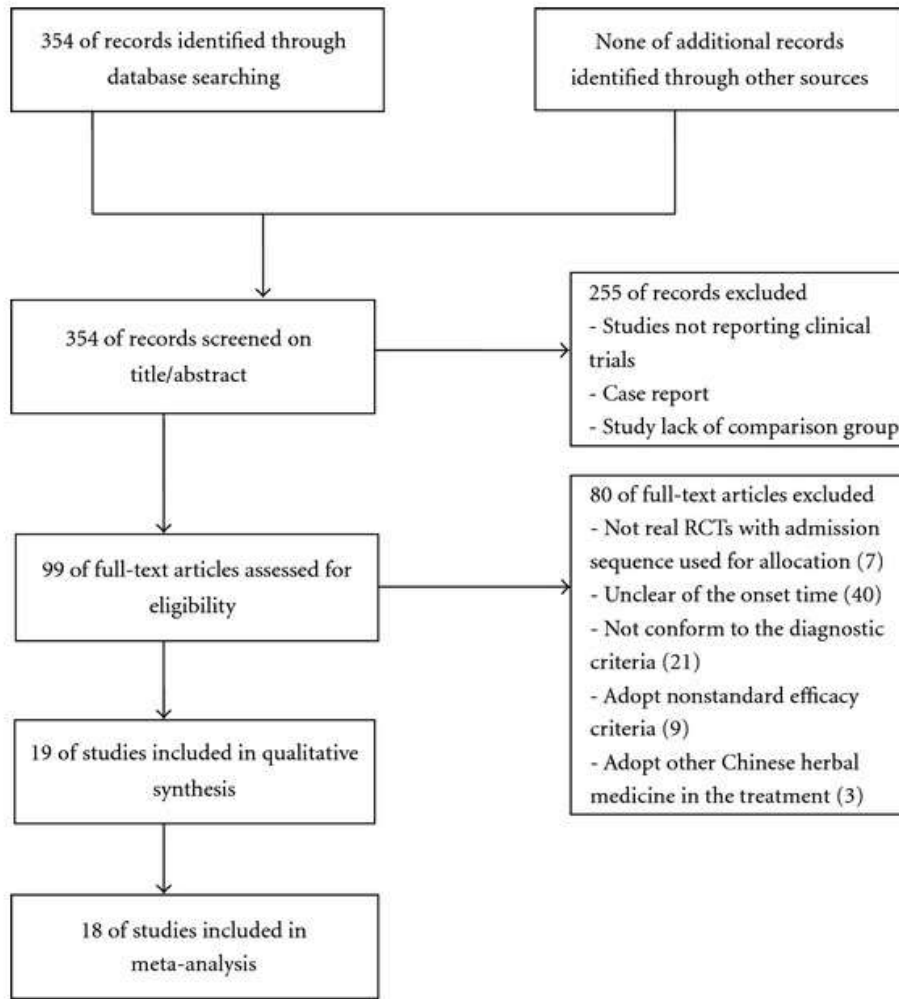 354 of records identified through
database searching
None of additional records
identified through other sources
354 of records screened on
title/abstract
255 of records excluded
- Studies not reporting clinical
trials
- Case report
- Study lack of comparison group
99 of full-text articles assessed for
eligibility
80 of full-text articles excluded
- Not real RCTs with admission
sequence used for allocation (7)
- Unclear of the onset time (40)
- Not conform to the diagnostic
criteria (21)
- Adopt nonstandard efficacy
criteria (9)
- Adopt other Chinese herbal
medicine in the treatment (3)
19 of studies included in qualitative
synthesis
18 of studies included in
meta-analysis